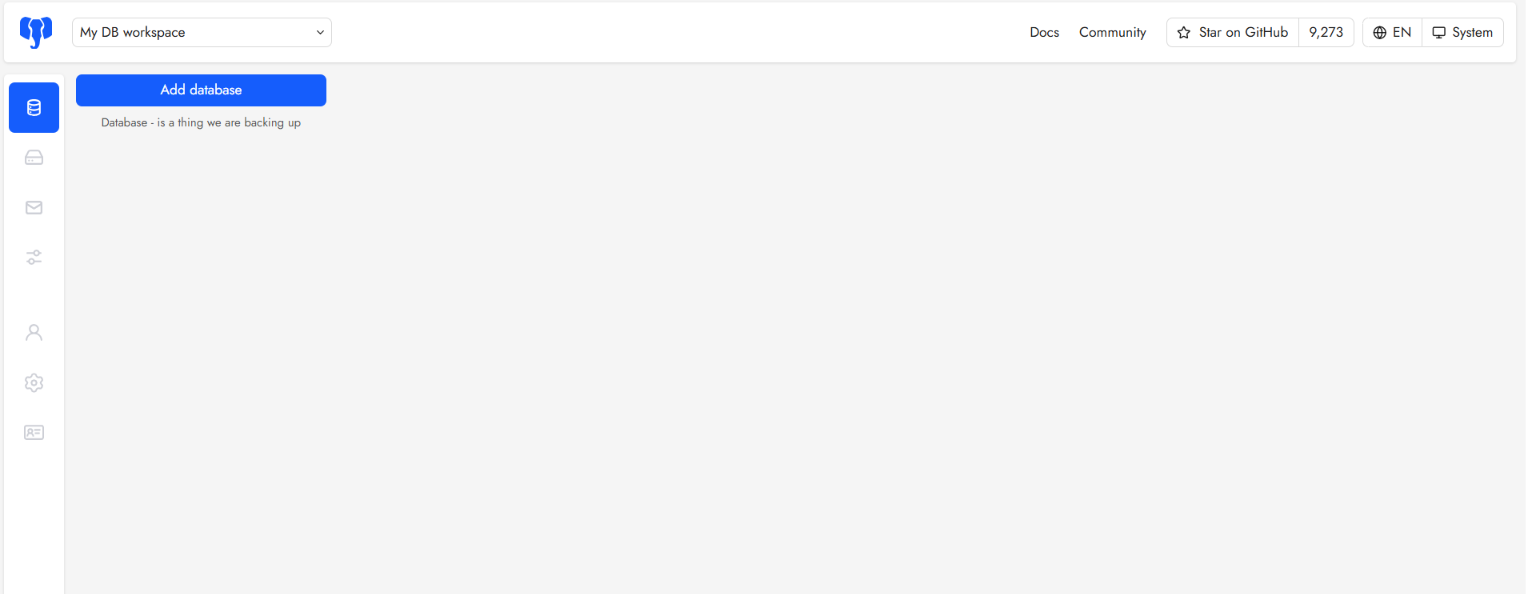 My DB workspace
Docs Community Star on GitHub 9,273 EN System
Add database
Database - is a thing we are backing up